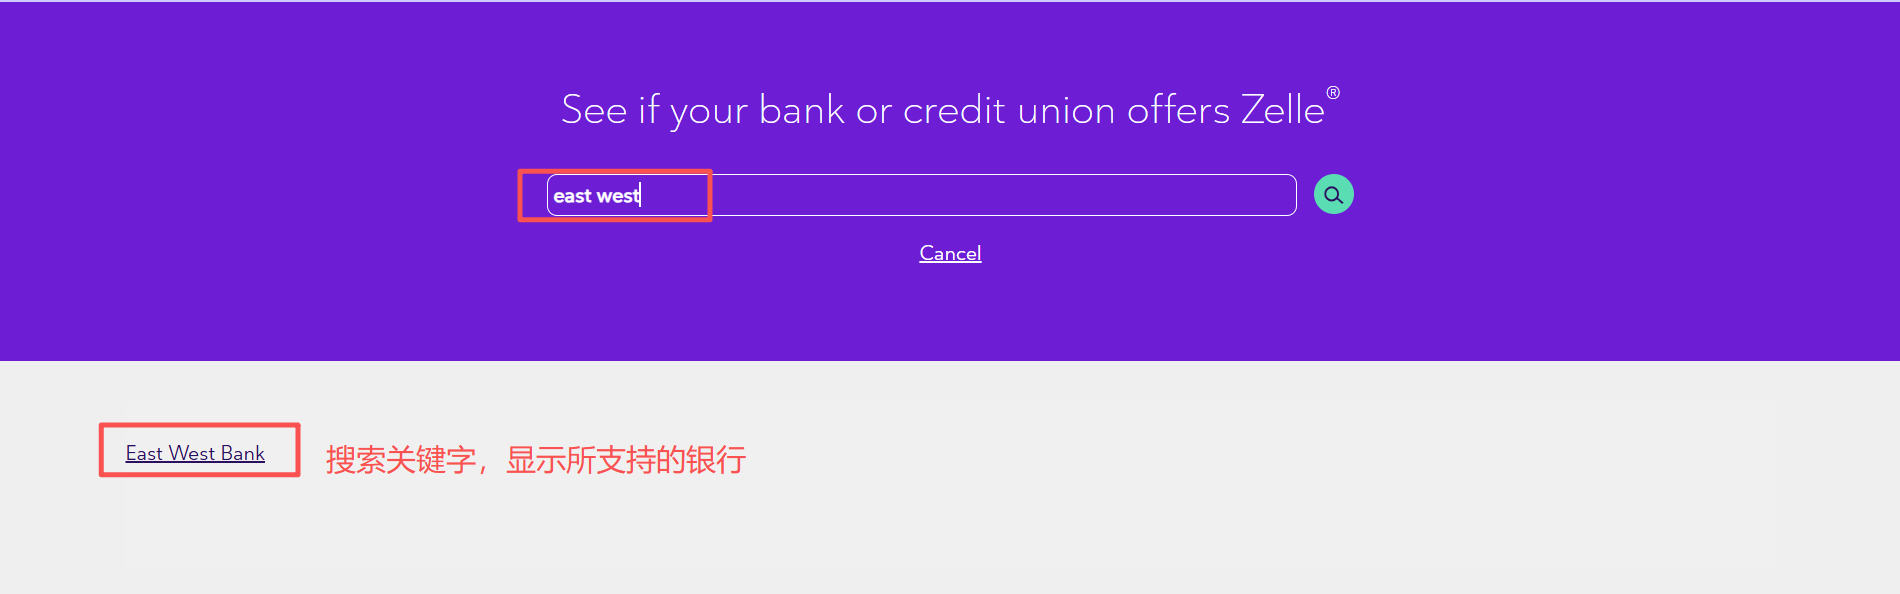 See if your bank or credit union offers Zelle®
east west
Cancel
East West Bank
搜索关键字，显示所支持的银行